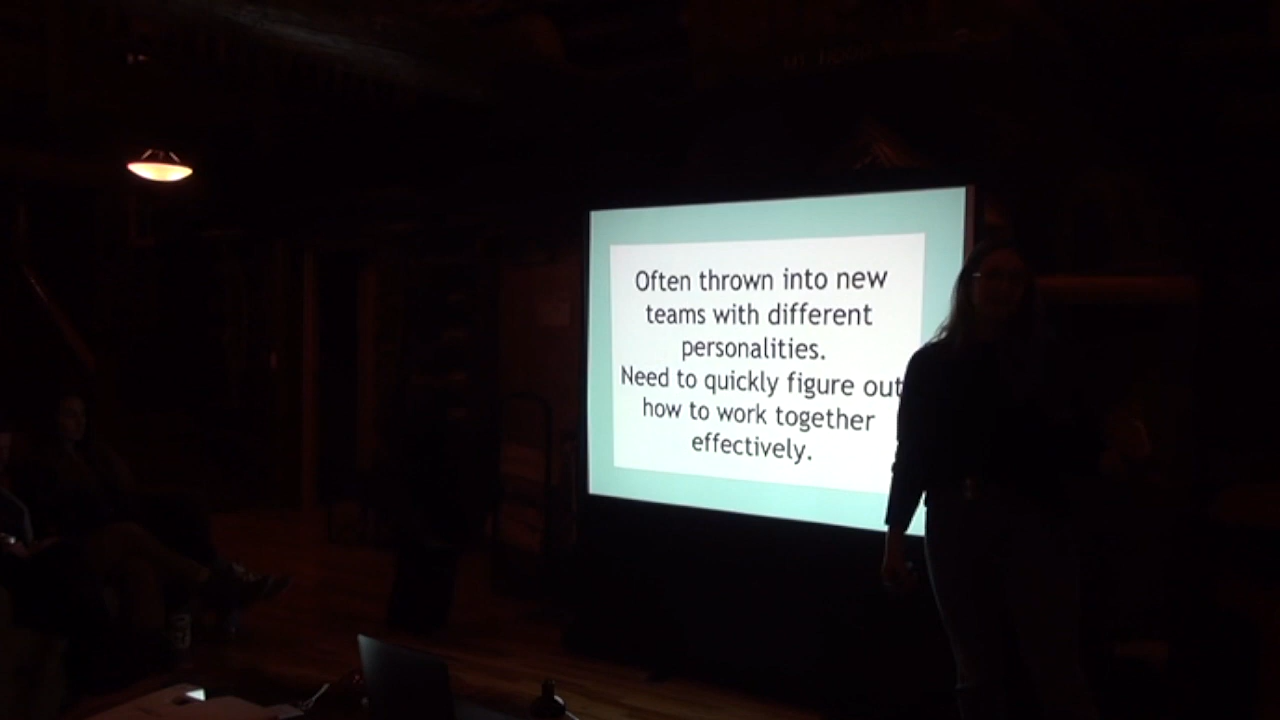 Often thrown into new
teams with different
personalities.
Need to quickly figure out
how to work together
effectively.